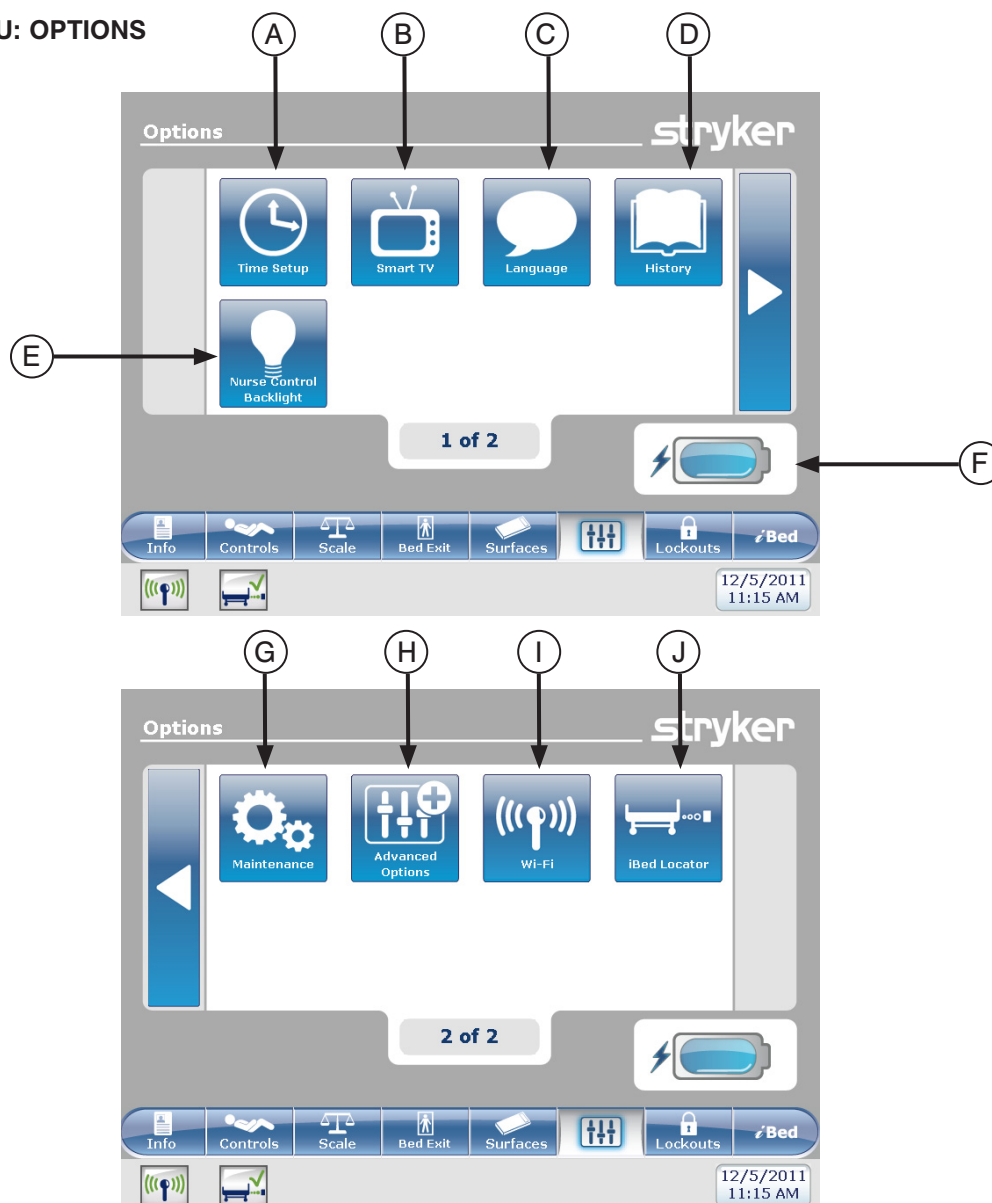 U: OPTIONS
A
B
C
D
Options
stryker
Time Setup
Smart TV
Language
History
E
Nurse Control
Backlight
1 of 2
F
Info
Controls
Scale
Bed Exit
Surfaces
Lockouts
iBed
12/5/2011
11:15 AM
G
H
I
J
Options
stryker
Maintenance
Advanced
Options
Wi-Fi
iBed Locator
2 of 2
Info
Controls
Scale
Bed Exit
Surfaces
Lockouts
iBed
12/5/2011
11:15 AM